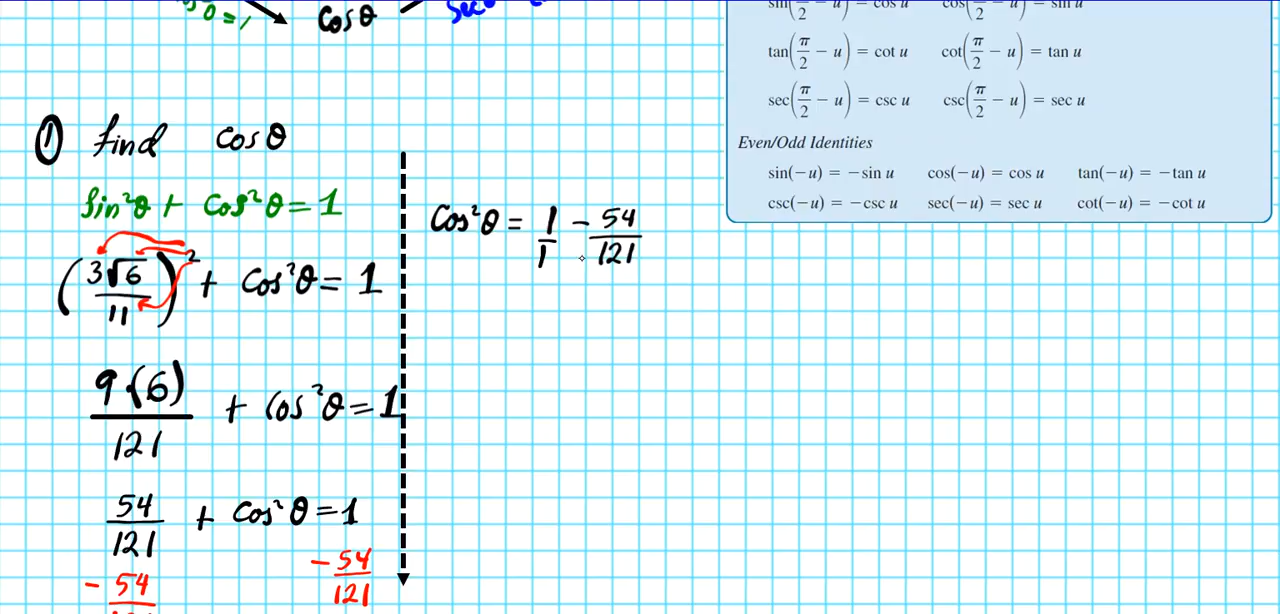 cosθ
① find cosθ
sin²θ + cos²θ = 1
(3√6/11)² + cos²θ = 1
9(6)/121 + cos²θ = 1
54/121 + cos²θ = 1
- 54 - 54/121
cos²θ = 1/1 - 54/121
tan(π/2 − u) = cot u cot(π/2 − u) = tan u
sec(π/2 − u) = csc u csc(π/2 − u) = sec u
Even/Odd Identities
sin(−u) = −sin u cos(−u) = cos u tan(−u) = −tan u
csc(−u) = −csc u sec(−u) = sec u cot(−u) = −cot u